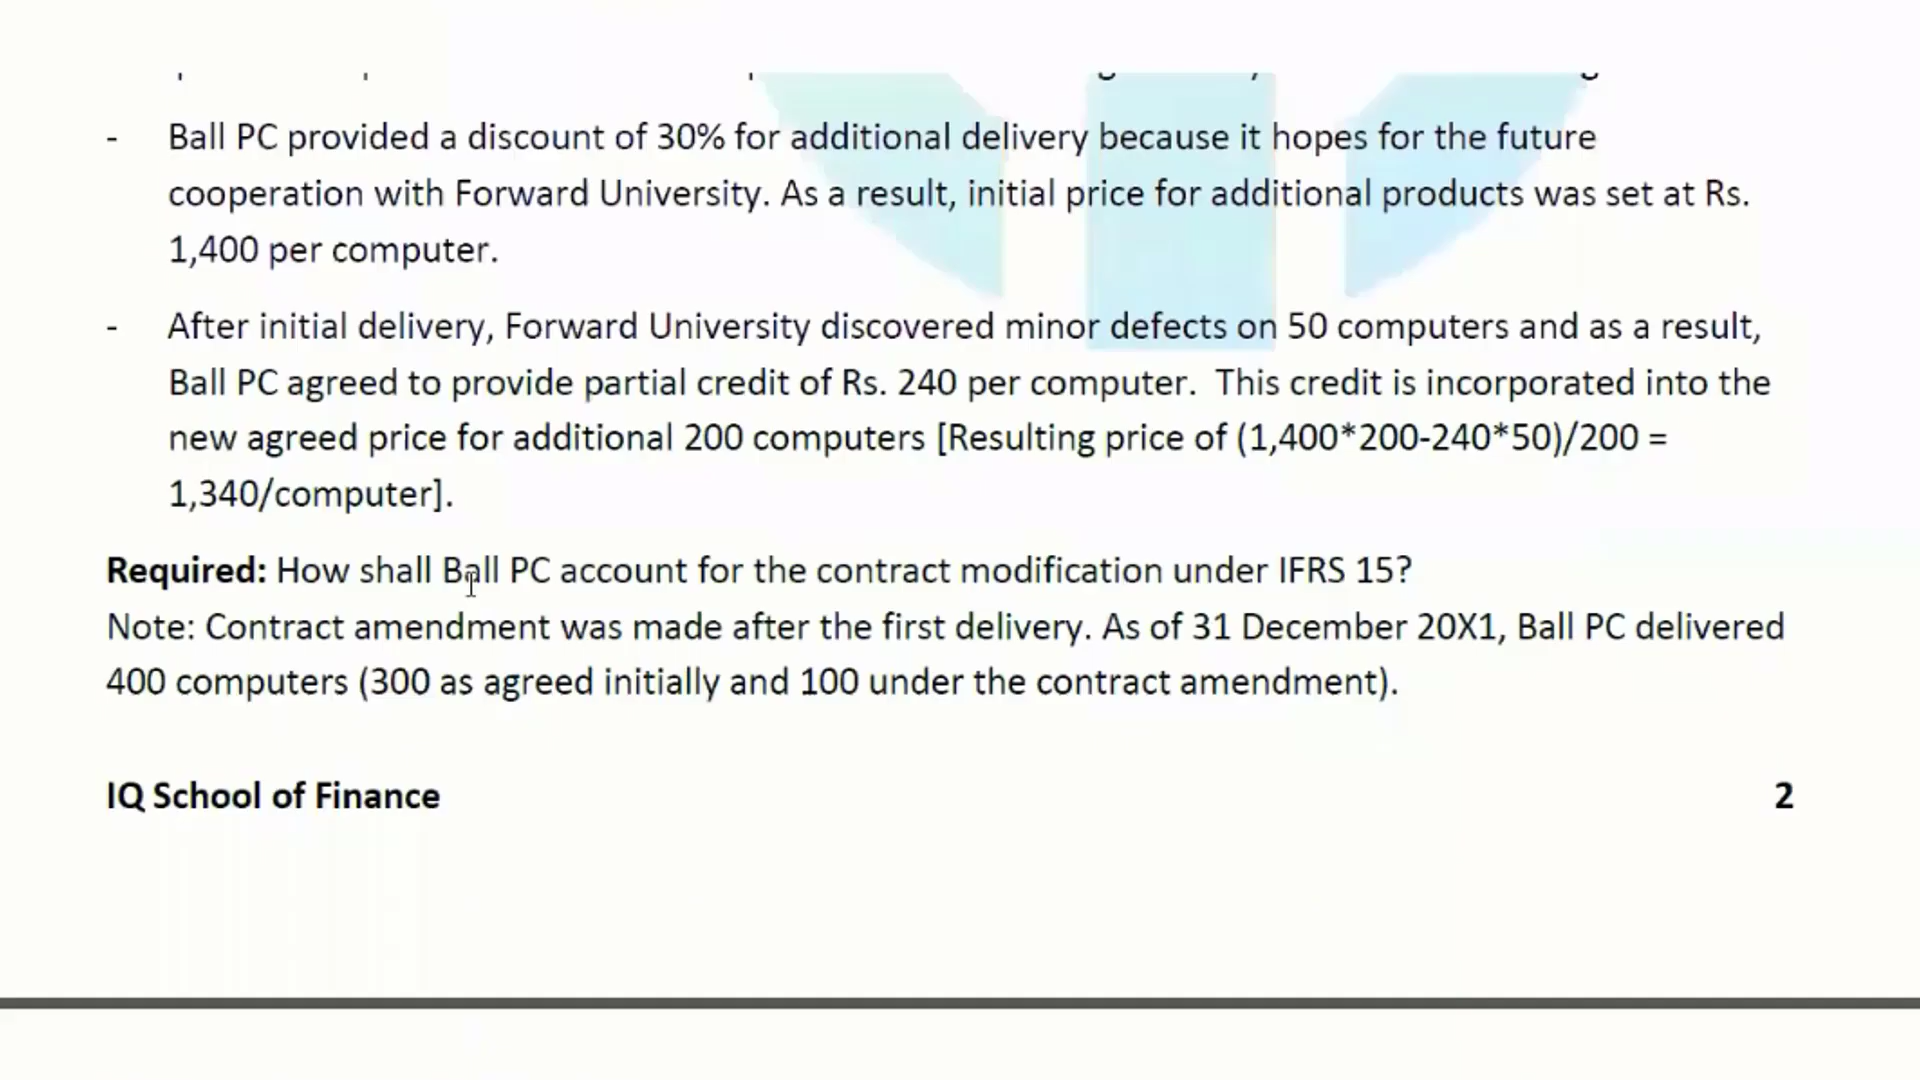 - Ball PC provided a discount of 30% for additional delivery because it hopes for the future
cooperation with Forward University. As a result, initial price for additional products was set at Rs.
1,400 per computer.
- After initial delivery, Forward University discovered minor defects on 50 computers and as a result,
Ball PC agreed to provide partial credit of Rs. 240 per computer. This credit is incorporated into the
new agreed price for additional 200 computers [Resulting price of (1,400*200-240*50)/200 =
1,340/computer].
Required: How shall Ball PC account for the contract modification under IFRS 15?
Note: Contract amendment was made after the first delivery. As of 31 December 20X1, Ball PC delivered
400 computers (300 as agreed initially and 100 under the contract amendment).
IQ School of Finance 2